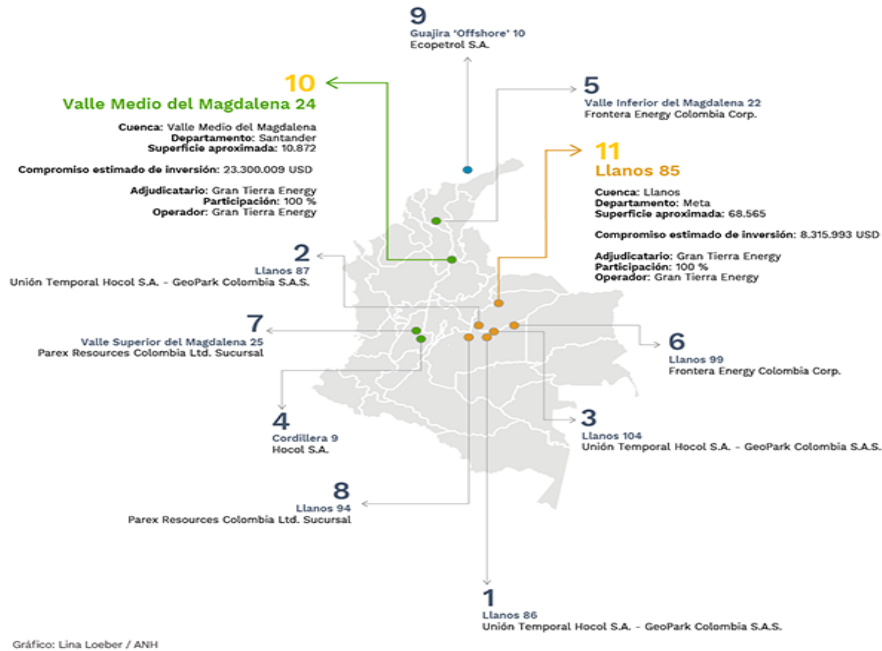 9
Guajira ‘Offshore’ 10
Ecopetrol S.A.
10
Valle Medio del Magdalena 24
Cuenca: Valle Medio del Magdalena
Departamento: Santander
Superficie aproximada: 10.872
Compromiso estimado de inversión: 23.300.009 USD
Adjudicatario: Gran Tierra Energy
Participación: 100 %
Operador: Gran Tierra Energy
5
Valle Inferior del Magdalena 22
Frontera Energy Colombia Corp.
11
Llanos 85
Cuenca: Llanos
Departamento: Meta
Superficie aproximada: 68.565
Compromiso estimado de inversión: 8.315.993 USD
Adjudicatario: Gran Tierra Energy
Participación: 100 %
Operador: Gran Tierra Energy
2
Llanos 87
Unión Temporal Hocol S.A. - GeoPark Colombia S.A.S.
7
Valle Superior del Magdalena 25
Parex Resources Colombia Ltd. Sucursal
6
Llanos 99
Frontera Energy Colombia Corp.
4
Cordillera 9
Hocol S.A.
3
Llanos 104
Unión Temporal Hocol S.A. - GeoPark Colombia S.A.S.
8
Llanos 94
Parex Resources Colombia Ltd. Sucursal
1
Llanos 86
Unión Temporal Hocol S.A. - GeoPark Colombia S.A.S.
Gráfico: Lina Loeber / ANH